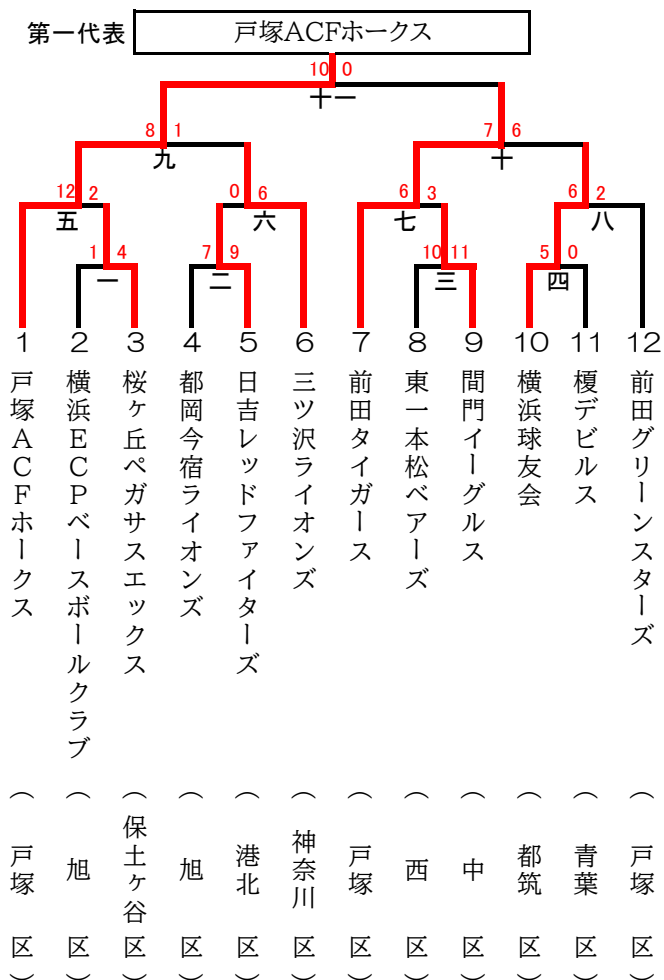 第一代表
戸塚ACFホークス
10 0
十一
8 1
九
7 6
十
12 2
五
0 6
六
6 3
七
6 2
八
1 4
一
7 9
二
10 11
三
5 0
四
1 2 3 4 5 6 7 8 9 10 11 12
戸塚ACFホークス
横浜ECPベースボールクラブ
桜ヶ丘ペガサスエックス
都岡今宿ライオンズ
日吉レッドファイターズ
三ツ沢ライオンズ
前田タイガース
東一本松ベアーズ
間門イーグルス
横浜球友会
榎デビルス
前田グリーンスターズ
(戸塚区)
(旭区)
(保土ヶ谷区)
(旭区)
(港北区)
(神奈川区)
(戸塚区)
(西区)
(中区)
(都筑区)
(青葉区)
(戸塚区)